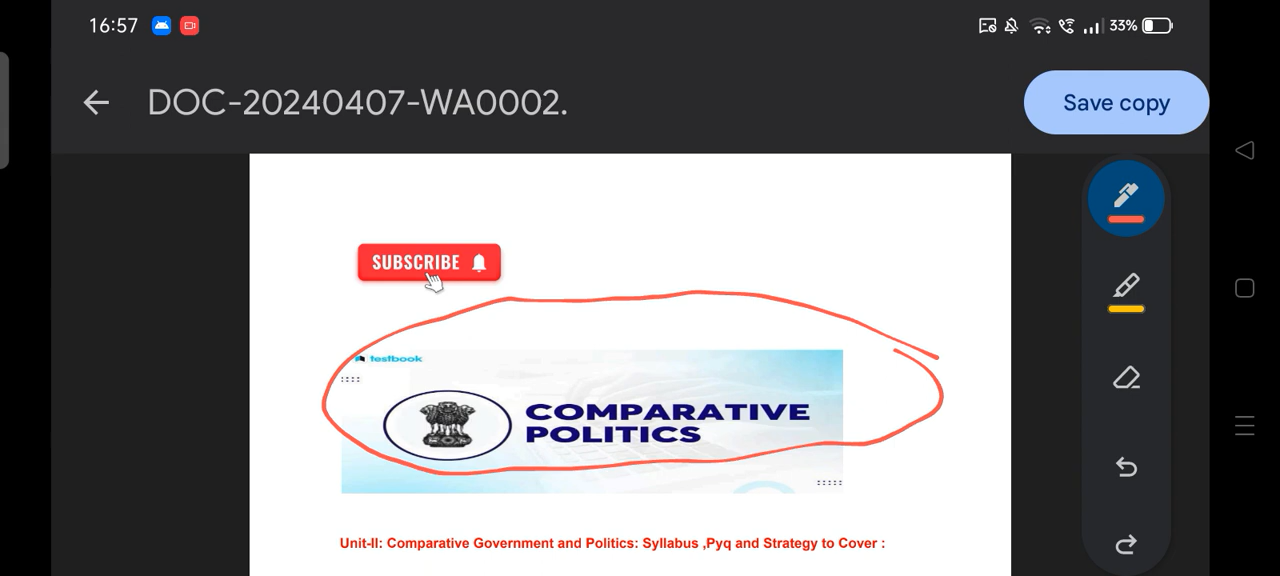 16:57
33%
DOC-20240407-WA0002.
Save copy
SUBSCRIBE
testbook
COMPARATIVE
POLITICS
Unit-II: Comparative Government and Politics: Syllabus ,Pyq and Strategy to Cover :